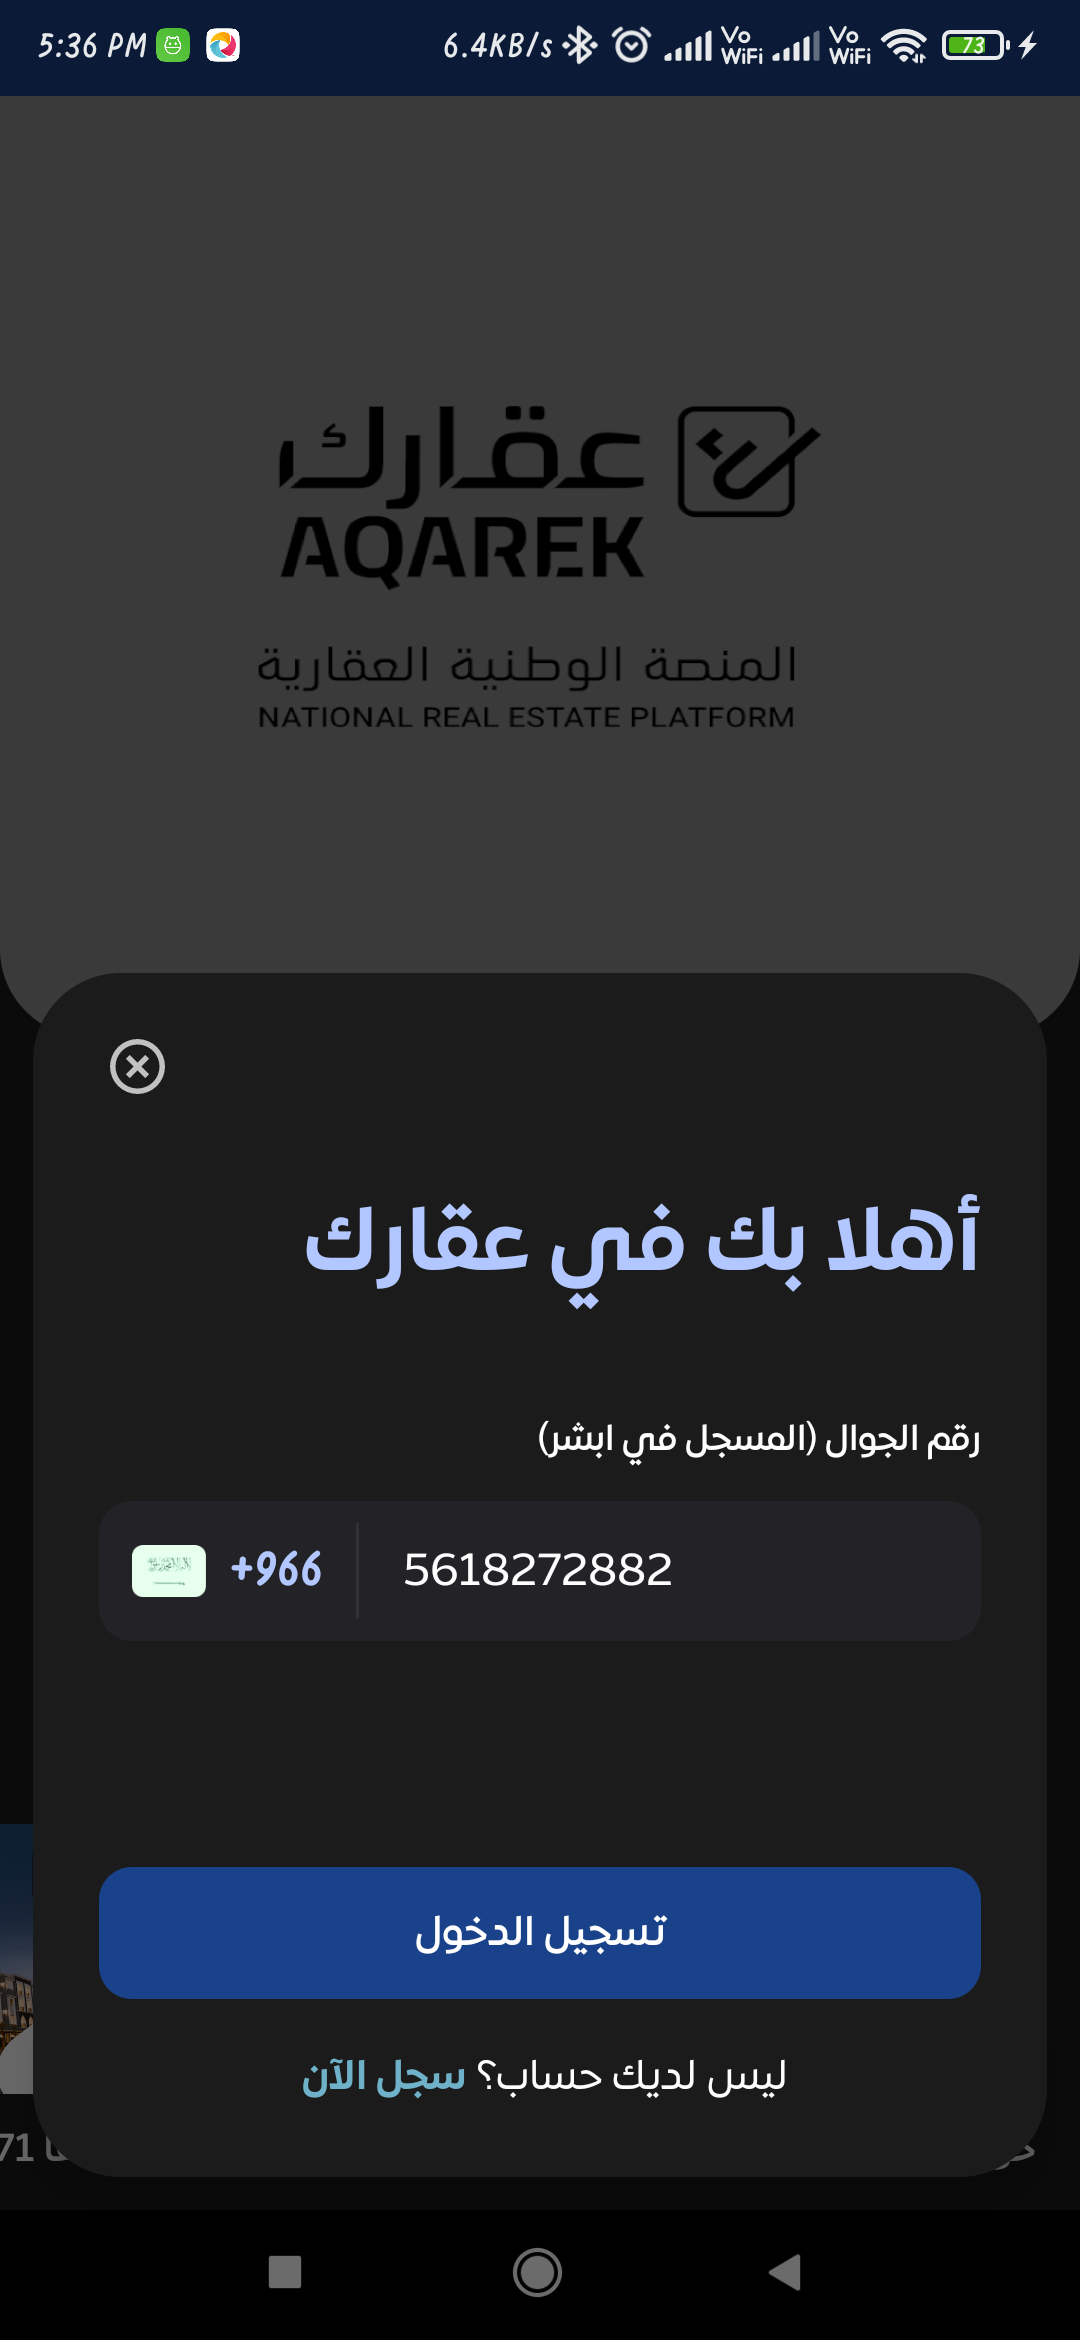 5:36 PM 6.4KB/s Vo WiFi Vo WiFi 73
عقارك
AQAREK
المنصة الوطنية العقارية
NATIONAL REAL ESTATE PLATFORM
أهلا بك في عقارك
رقم الجوال (المسجل في ابشر)
+966 5618272882
تسجيل الدخول
ليس لديك حساب؟ سجل الآن
71